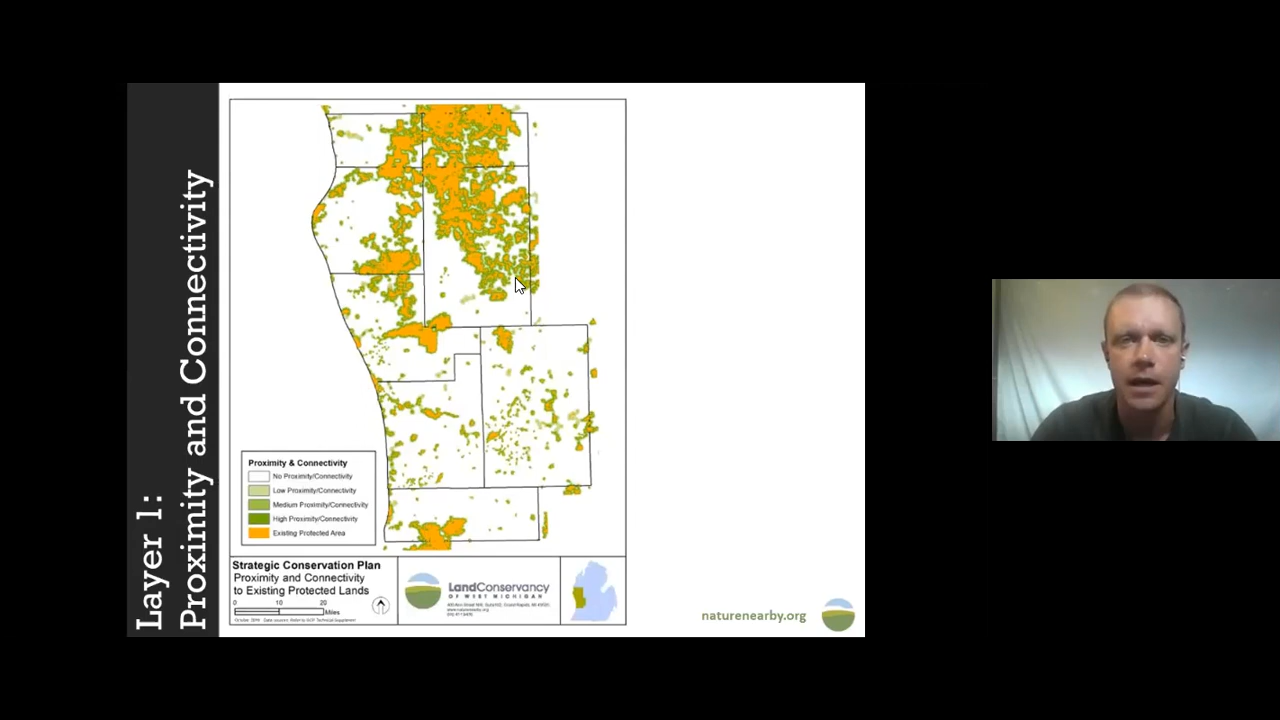 Layer 1:
Proximity and Connectivity
Proximity & Connectivity
No Proximity/Connectivity
Low Proximity/Connectivity
Medium Proximity/Connectivity
High Proximity/Connectivity
Existing Protected Area
Strategic Conservation Plan
Proximity and Connectivity
to Existing Protected Lands
0 10 20
Miles
LandConservancy
OF WEST MICHIGAN
naturenearby.org